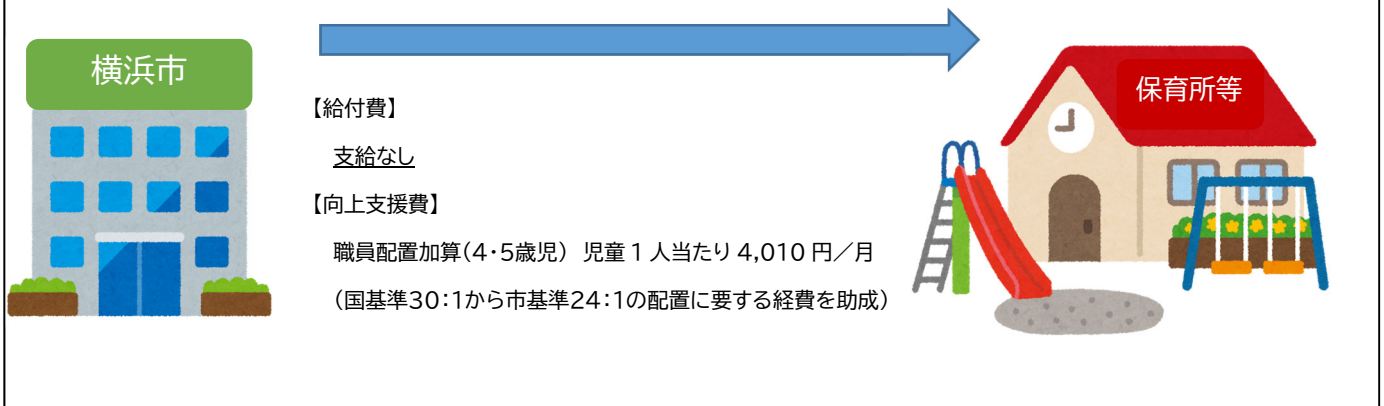 横浜市
保育所等
【給付費】
支給なし
【向上支援費】
職員配置加算(4・5歳児) 児童1人当たり 4,010 円／月
(国基準30：1から市基準24：1の配置に要する経費を助成)